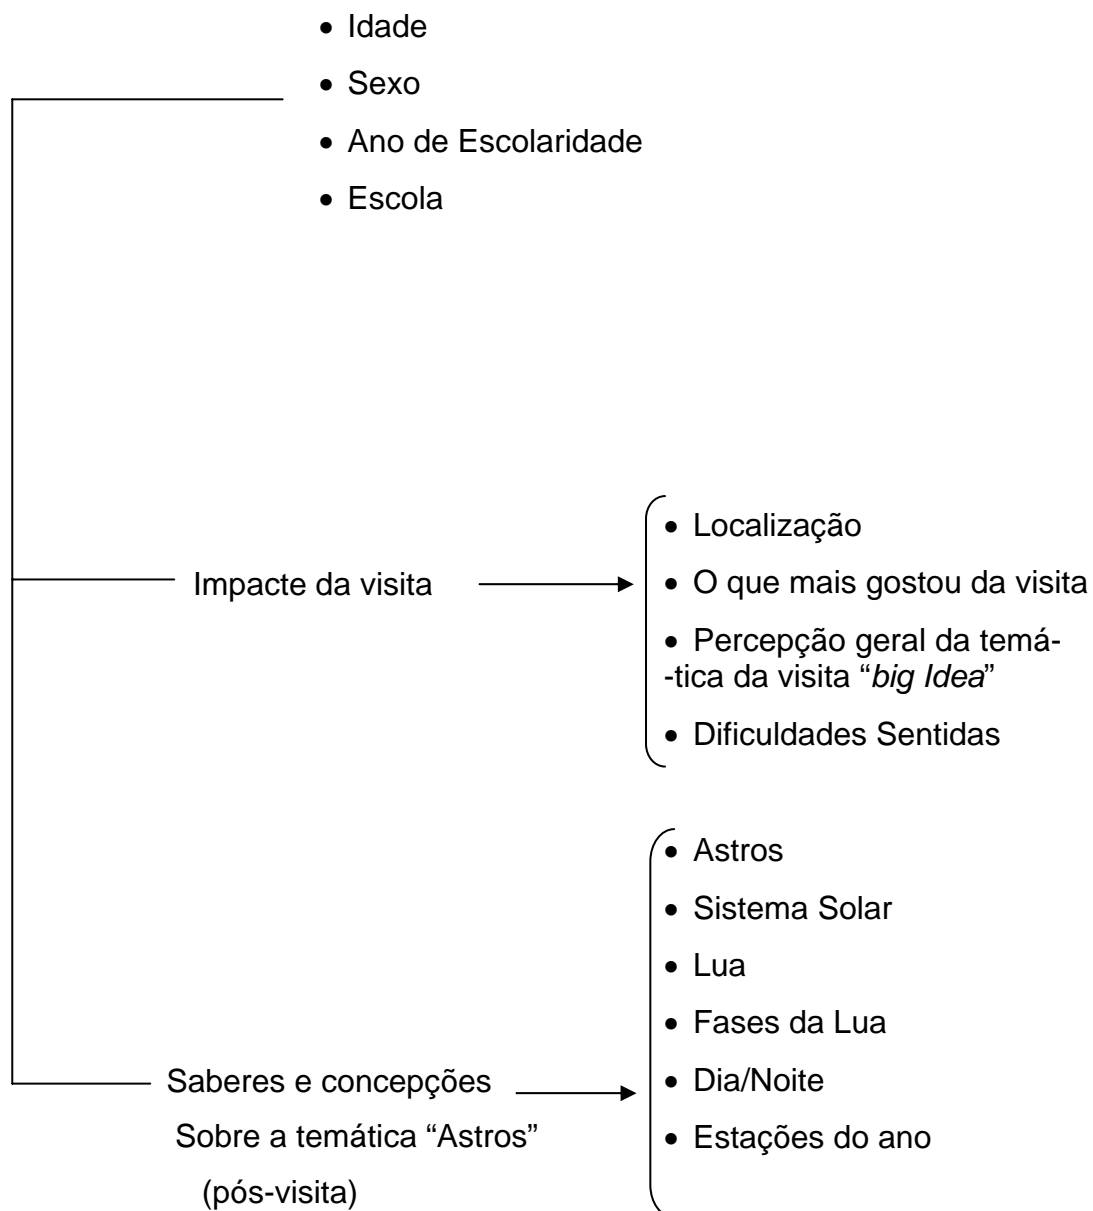 • Idade
• Sexo
• Ano de Escolaridade
• Escola
Impacte da visita
• Localização
• O que mais gostou da visita
• Percepção geral da temá-
-tica da visita “big Idea”
• Dificuldades Sentidas
Saberes e concepções
Sobre a temática “Astros”
(pós-visita)
• Astros
• Sistema Solar
• Lua
• Fases da Lua
• Dia/Noite
• Estações do ano